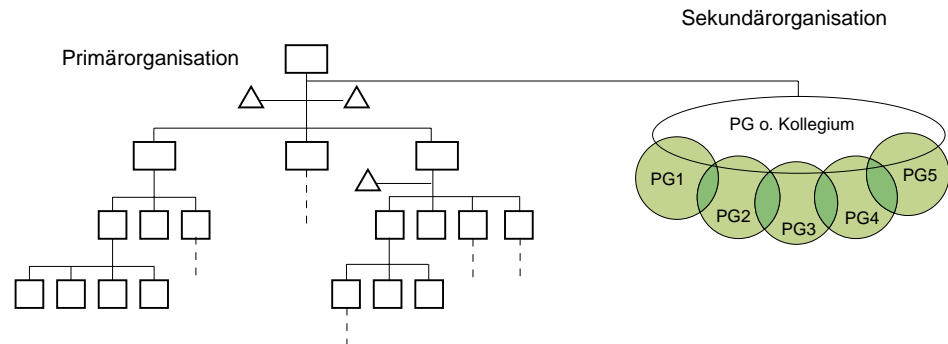 Sekundärorganisation
Primärorganisation
PG o. Kollegium
PG1
PG2
PG3
PG4
PG5